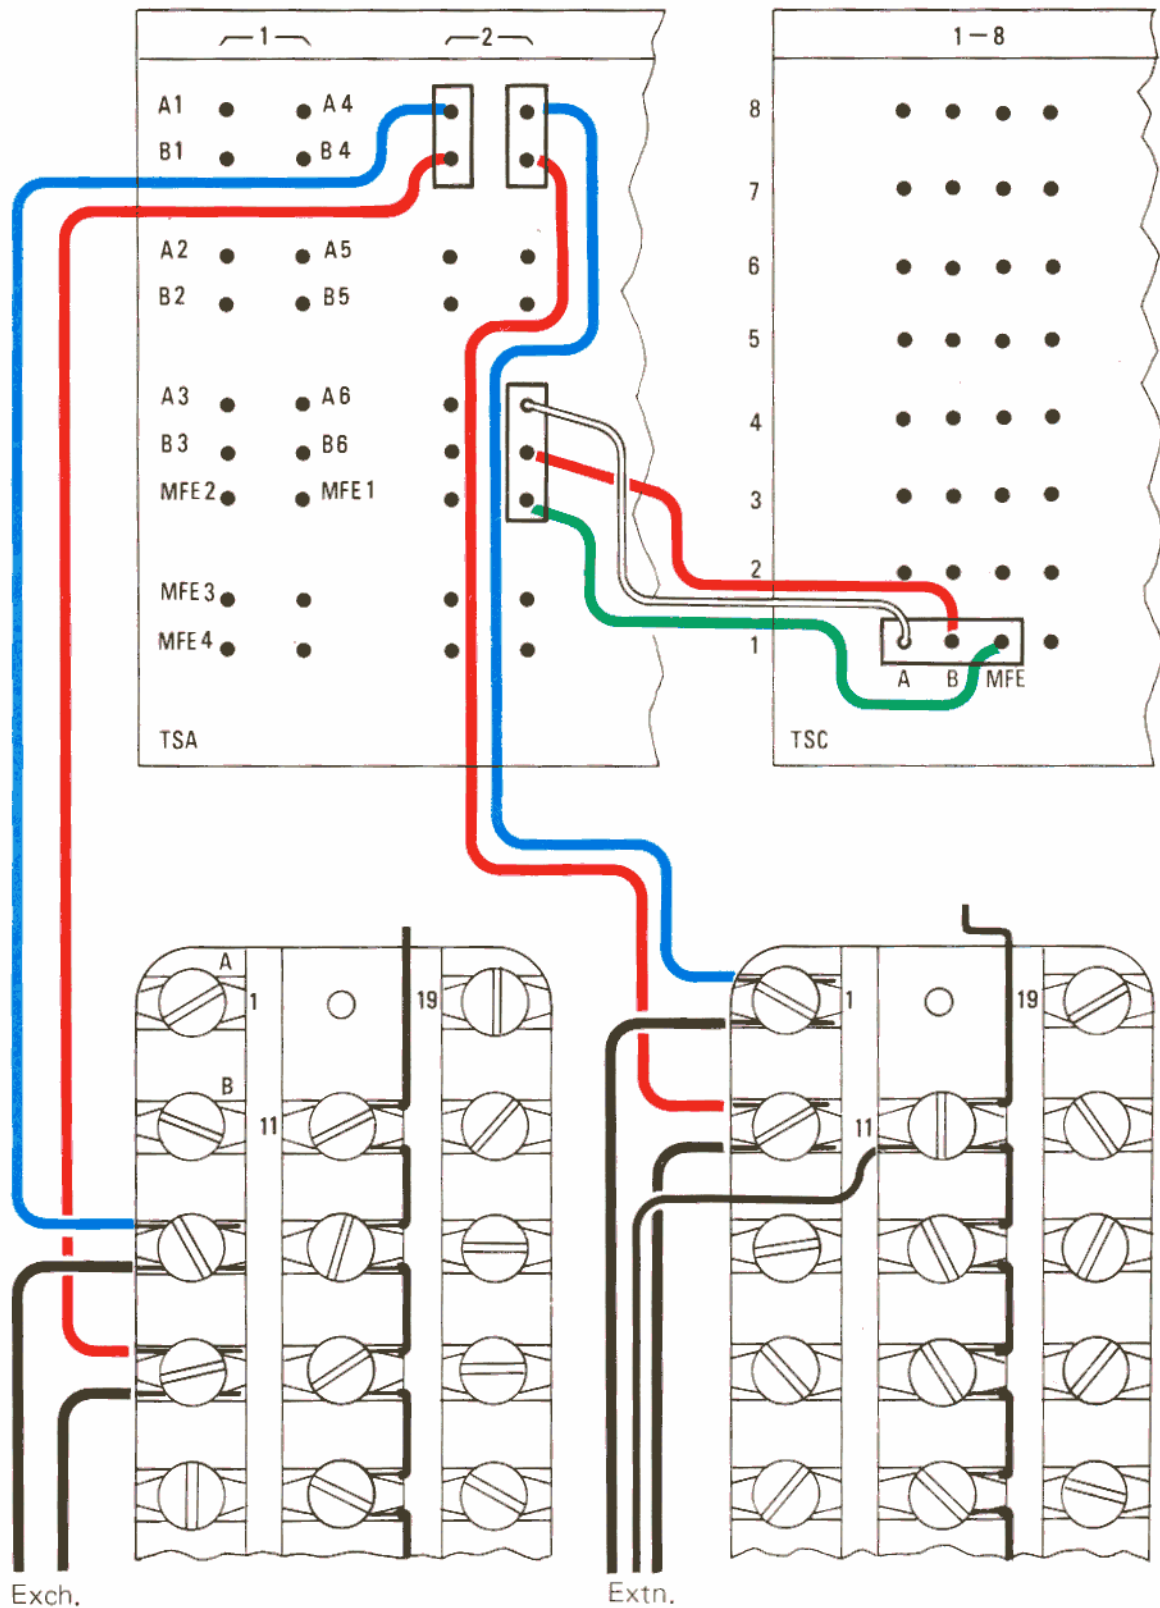 1 2
A1 A4
B1 B4
A2 A5
B2 B5
A3 A6
B3 B6
MFE2 MFE1
MFE3
MFE4
TSA
1-8
8
7
6
5
4
3
2
1
A B MFE
TSC
A
1 19
B
11
Exch.
1 19
11
Extn.